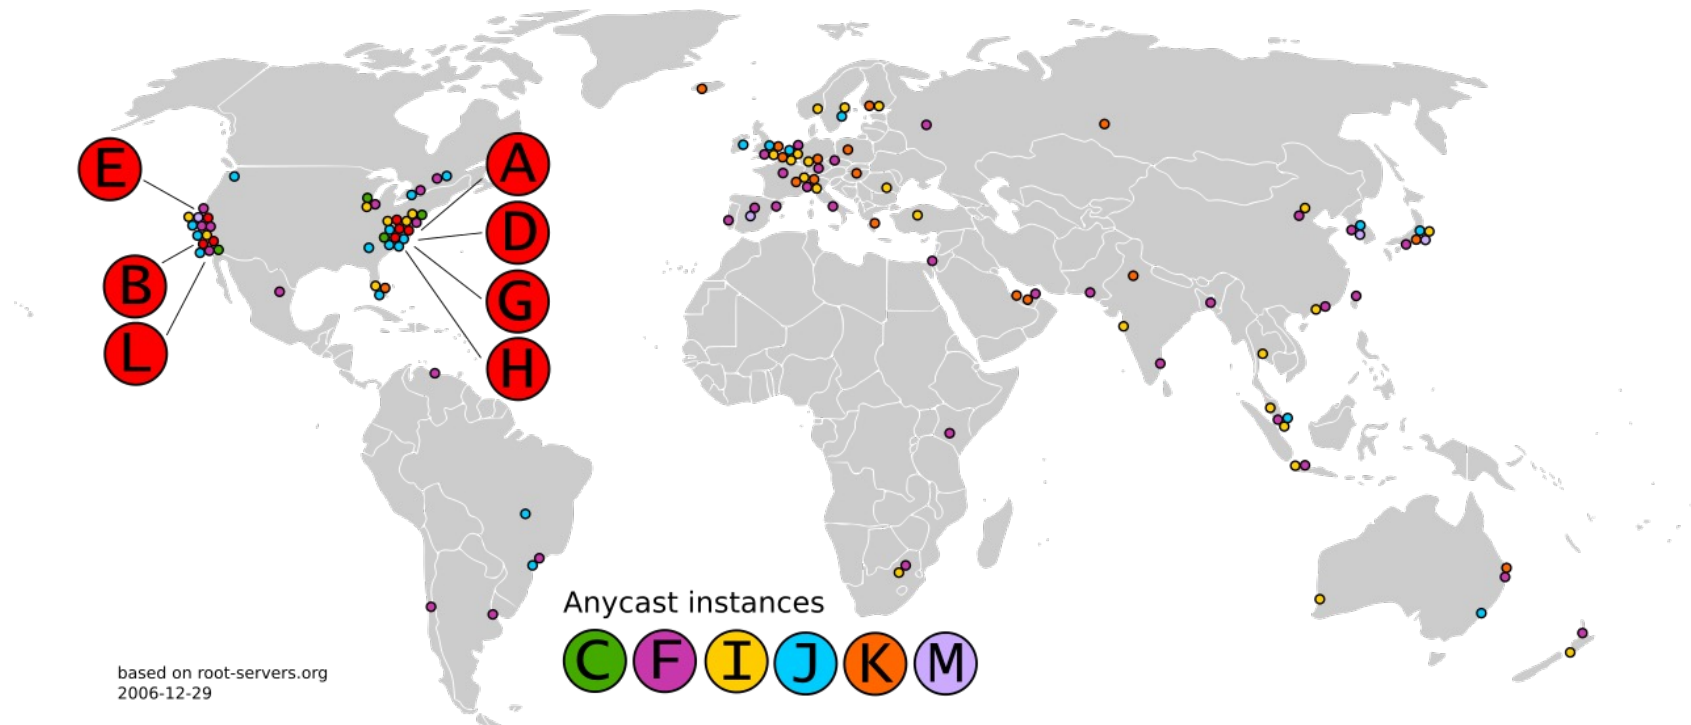 E
B
L
A
D
G
H
Anycast instances
C F I J K M
based on root-servers.org
2006-12-29